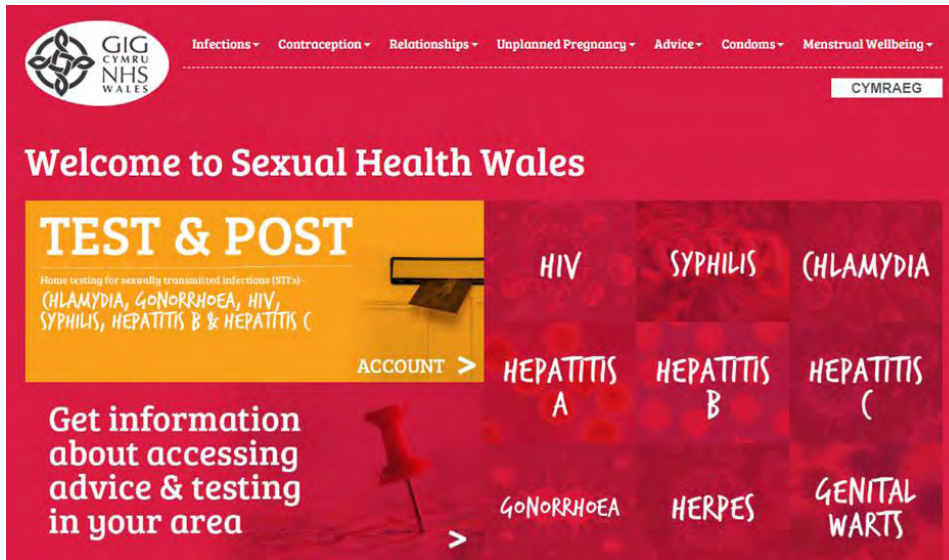 GIG
CYMRU
NHS
WALES
Infections
Contraception
Relationships
Unplanned Pregnancy
Advice
Condoms
Menstrual Wellbeing
CYMRAEG
Welcome to Sexual Health Wales
TEST & POST
Home testing for sexually transmitted infections (STI's) -
CHLAMYDIA, GONORRHOEA, HIV,
SYPHILIS, HEPATITIS B & HEPATITIS C
ACCOUNT >
Get information
about accessing
advice & testing
in your area
>
HIV
SYPHILIS
CHLAMYDIA
HEPATITIS
A
HEPATITIS
B
HEPATITIS
C
GONORRHOEA
HERPES
GENITAL
WARTS